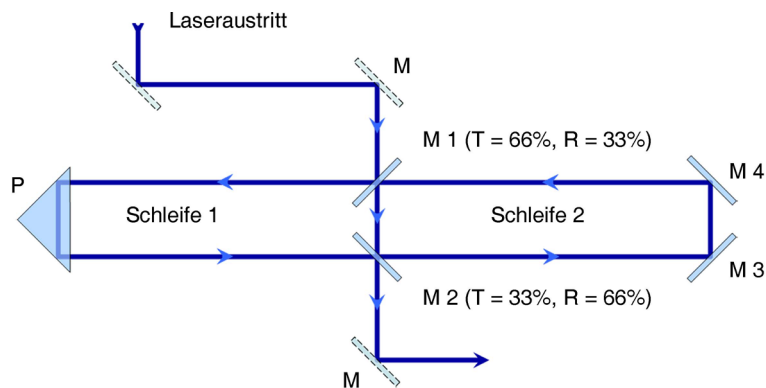 Laseraustritt
M
M 1 (T = 66%, R = 33%)
P
M 4
Schleife 1
Schleife 2
M 3
M 2 (T = 33%, R = 66%)
M